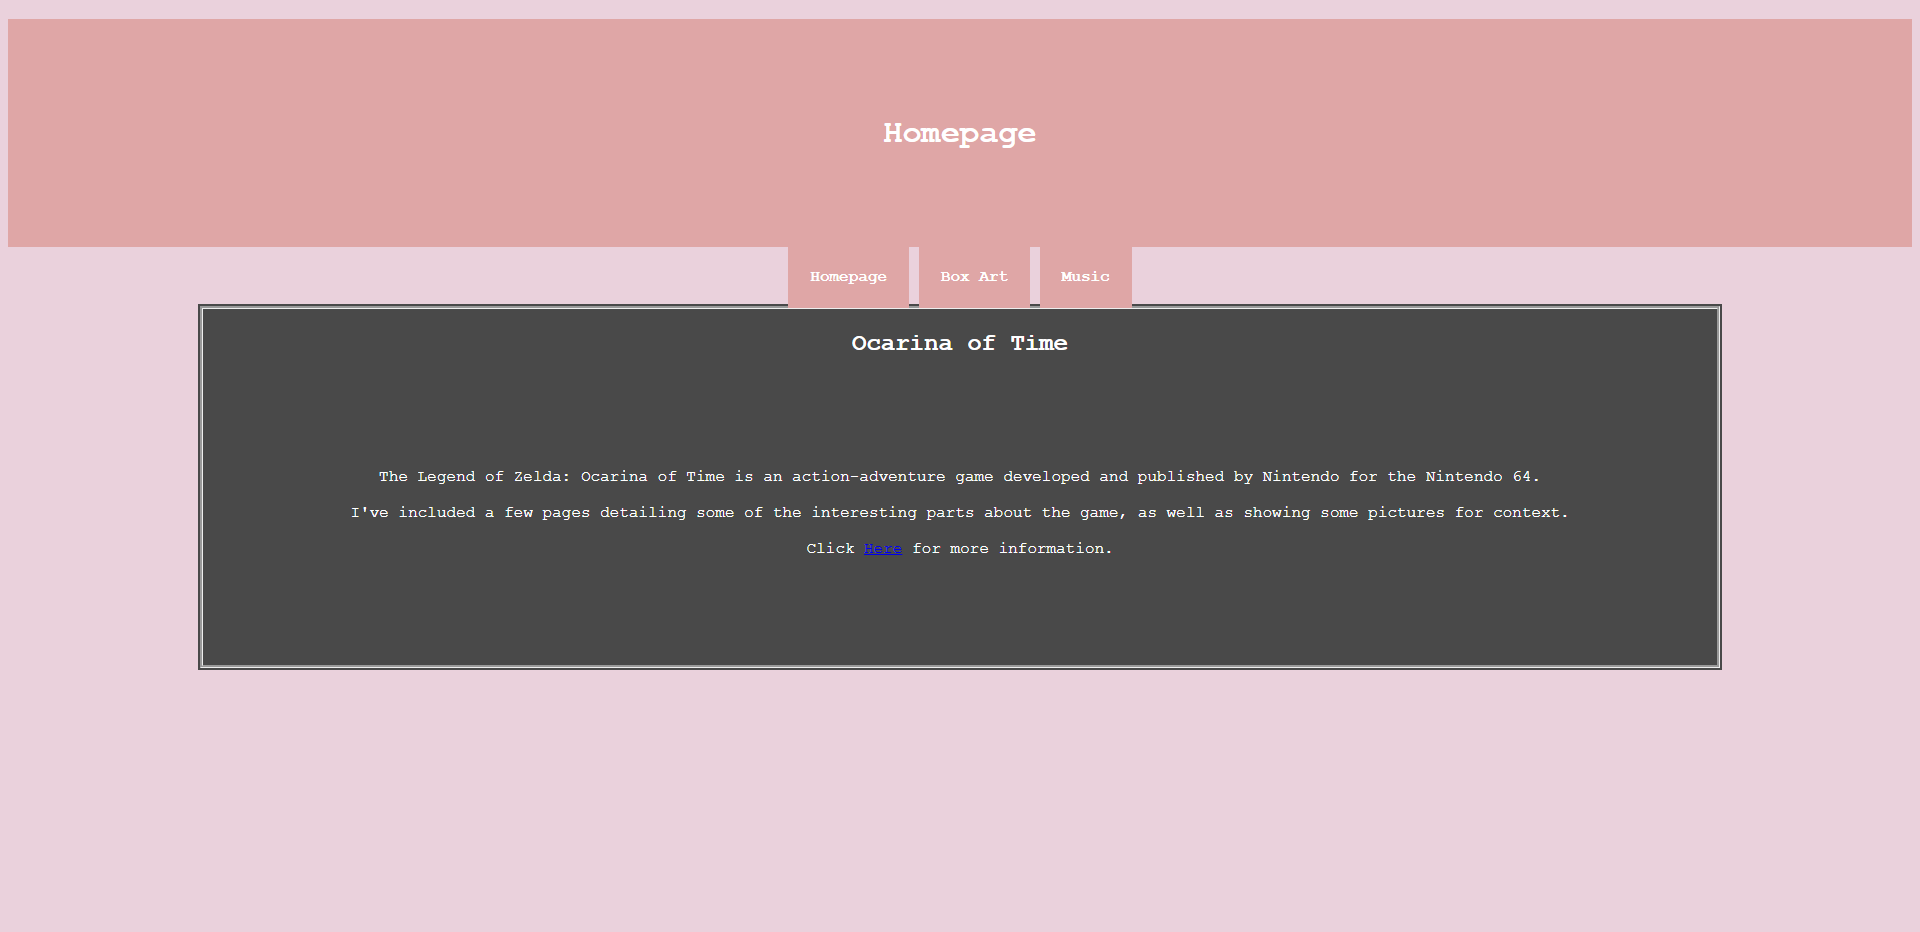 Homepage
Homepage Box Art Music
Ocarina of Time
The Legend of Zelda: Ocarina of Time is an action-adventure game developed and published by Nintendo for the Nintendo 64.
I've included a few pages detailing some of the interesting parts about the game, as well as showing some pictures for context.
Click Here for more information.